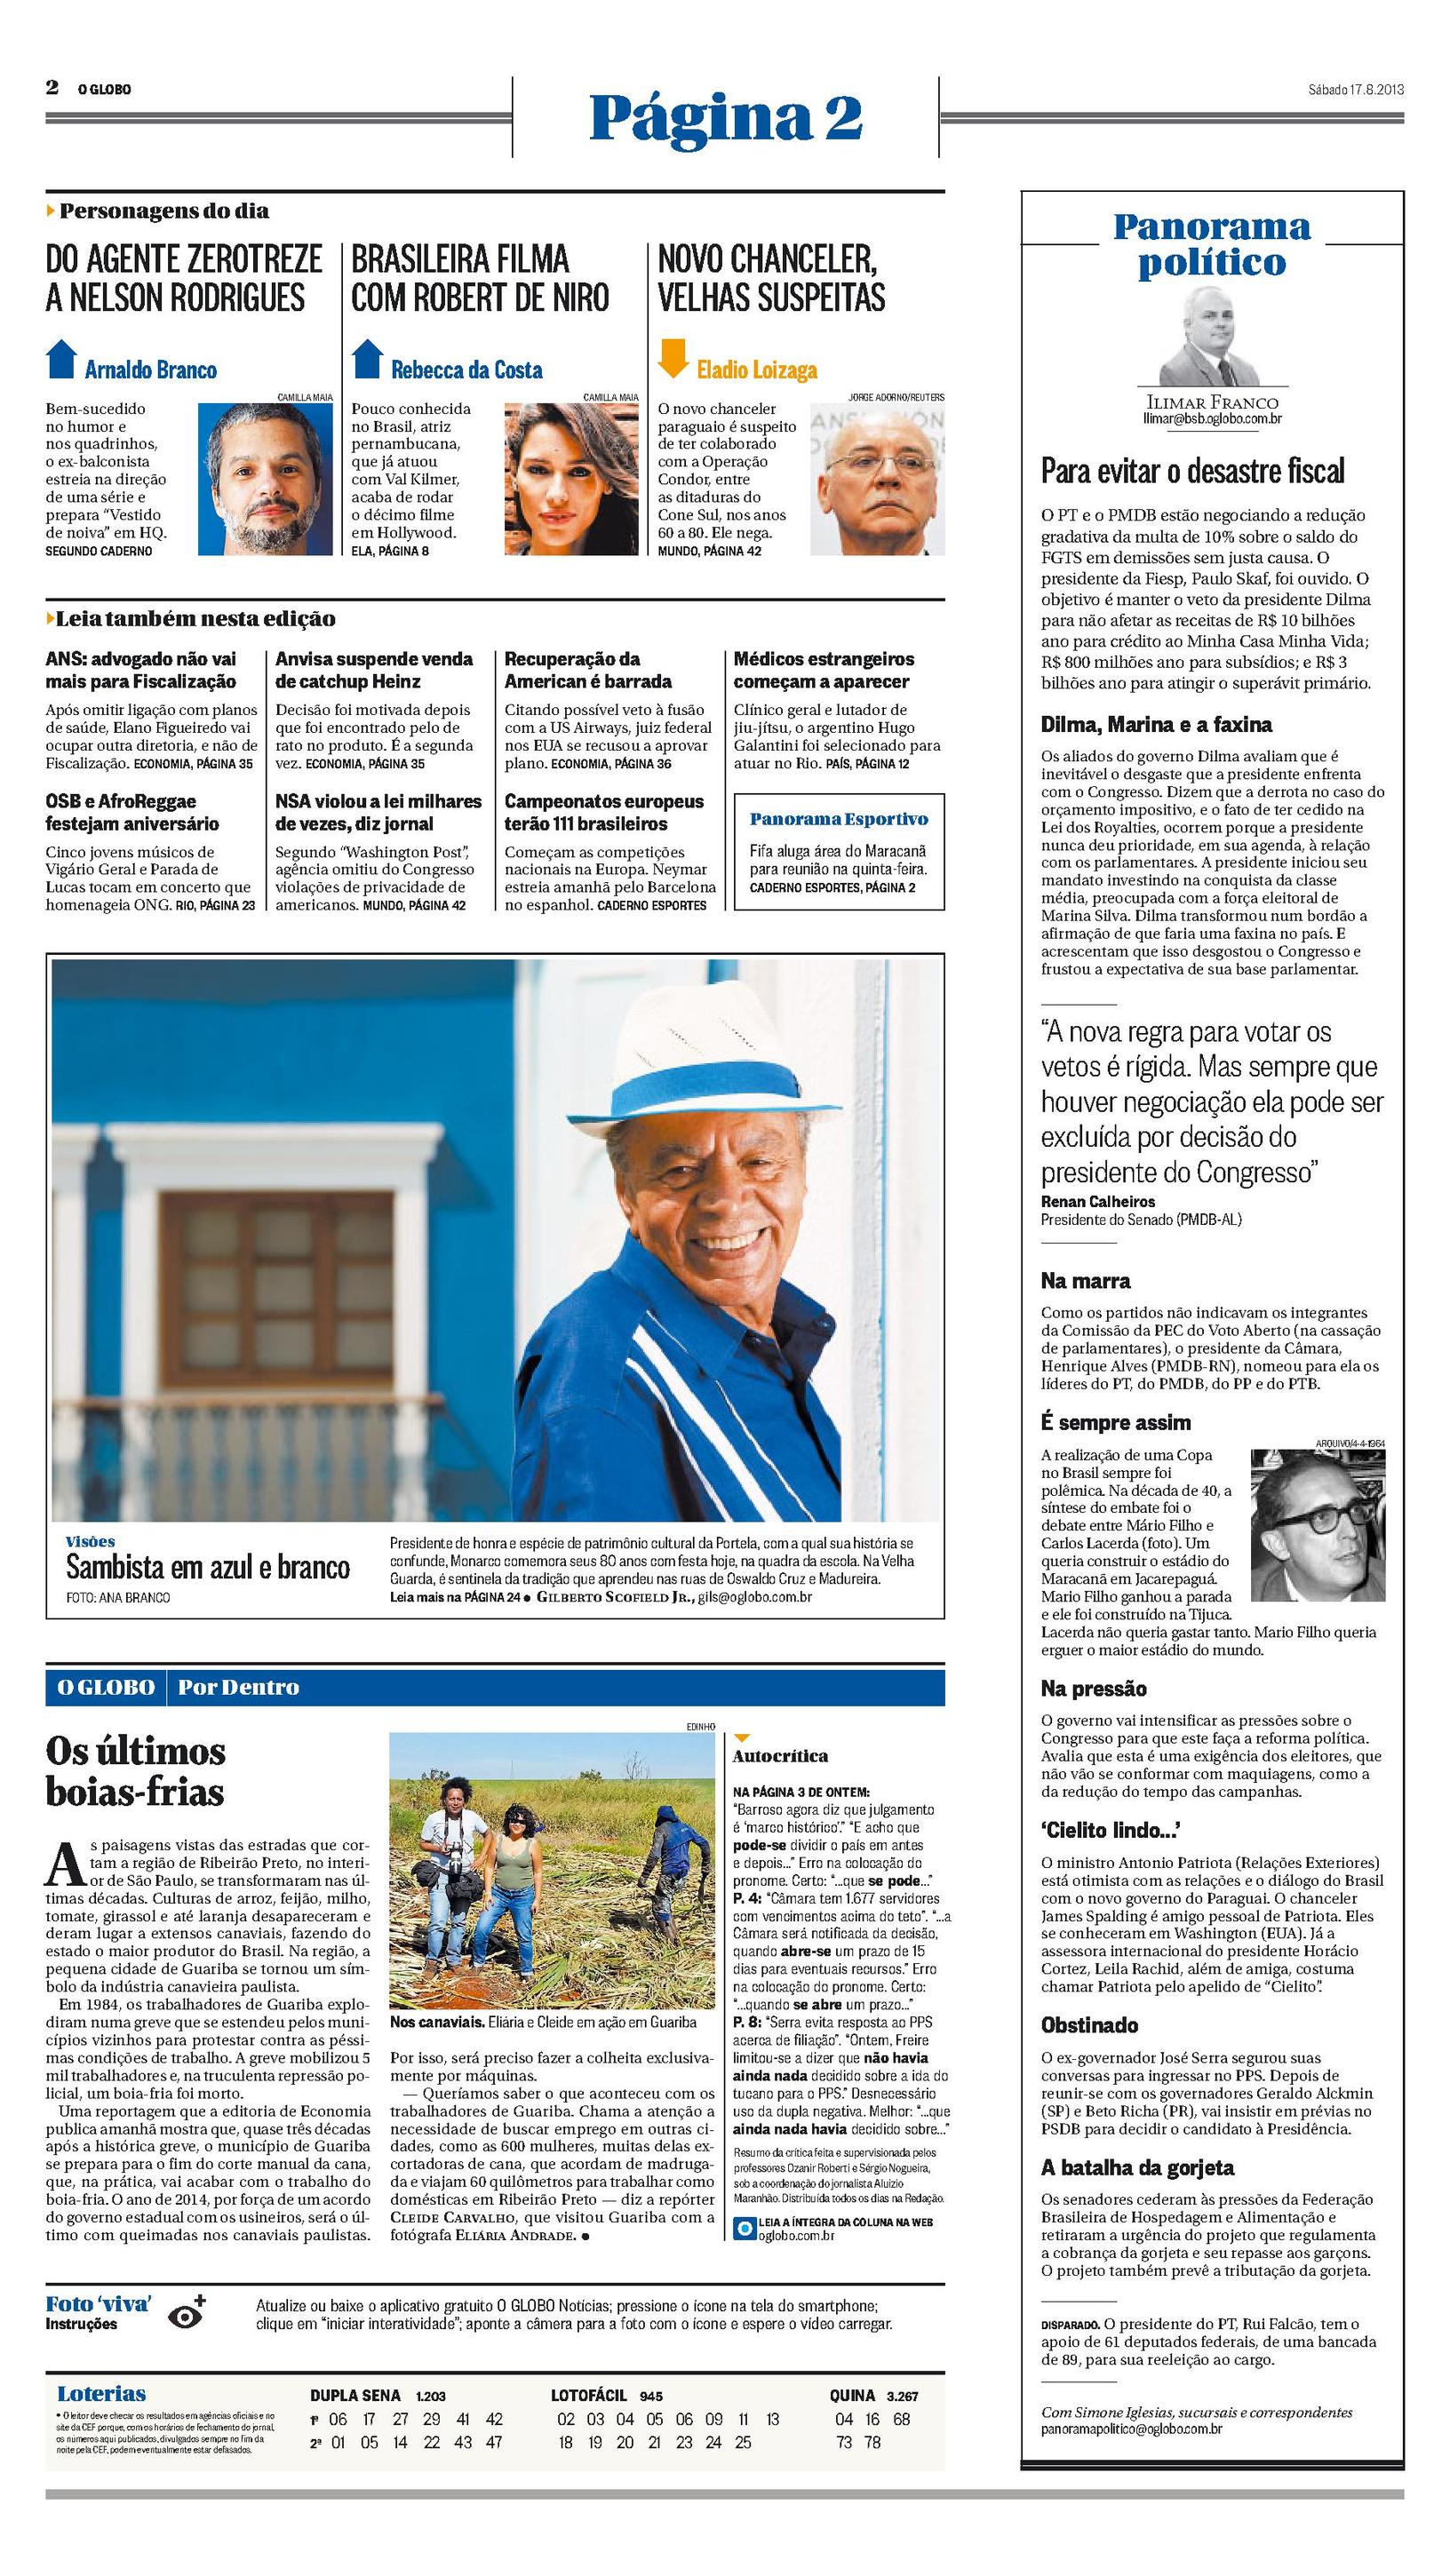 2 O GLOBO
Página 2
Sábado 17.8.2013
Personagens do dia
DO AGENTE ZEROTREZE
A NELSON RODRIGUES
Arnaldo Branco
CAMILLA MAIA
Bem-sucedido
no humor e
nos quadrinhos,
o ex-balconista
estreia na direção
de uma série e
prepara “Vestido
de noiva” em HQ.
SEGUNDO CADERNO
BRASILEIRA FILMA
COM ROBERT DE NIRO
Rebecca da Costa
CAMILLA MAIA
Pouco conhecida
no Brasil, atriz
pernambucana,
que já atuou
com Val Kilmer,
acaba de rodar
o décimo filme
em Hollywood.
ELA, PÁGINA 8
NOVO CHANCELER,
VELHAS SUSPEITAS
Eladio Loizaga
JORGE ADORNO/REUTERS
O novo chanceler
paraguaio é suspeito
de ter colaborado
com a Operação
Condor, entre
as ditaduras do
Cone Sul, nos anos
60 a 80. Ele nega.
MUNDO, PÁGINA 42
Leia também nesta edição
ANS: advogado não vai
mais para Fiscalização
Após omitir ligação com planos
de saúde, Elano Figueiredo vai
ocupar outra diretoria, e não de
Fiscalização. ECONOMIA, PÁGINA 35
Anvisa suspende venda
de catchup Heinz
Decisão foi motivada depois
que foi encontrado pelo de
rato no produto. É a segunda
vez. ECONOMIA, PÁGINA 35
Recuperação da
American é barrada
Citando possível veto à fusão
com a US Airways, juiz federal
nos EUA se recusou a aprovar
plano. ECONOMIA, PÁGINA 36
Médicos estrangeiros
começam a aparecer
Clínico geral e lutador de
jiu-jítsu, o argentino Hugo
Galantini foi selecionado para
atuar no Rio. PAÍS, PÁGINA 12
OSB e AfroReggae
festejam aniversário
Cinco jovens músicos de
Vigário Geral e Parada de
Lucas tocam em concerto que
homenageia ONG. RIO, PÁGINA 23
NSA violou a lei milhares
de vezes, diz jornal
Segundo “Washington Post”,
agência omitiu do Congresso
violações de privacidade de
americanos. MUNDO, PÁGINA 42
Campeonatos europeus
terão 111 brasileiros
Começam as competições
nacionais na Europa. Neymar
estreia amanhã pelo Barcelona
no espanhol. CADERNO ESPORTES
Panorama Esportivo
Fifa aluga área do Maracanã
para reunião na quinta-feira.
CADERNO ESPORTES, PÁGINA 2
Visões
Sambista em azul e branco
FOTO: ANA BRANCO
Presidente de honra e espécie de patrimônio cultural da Portela, com a qual sua história se
confunde, Monarco comemora seus 80 anos com festa hoje, na quadra da escola. Na Velha
Guarda, é sentinela da tradição que aprendeu nas ruas de Oswaldo Cruz e Madureira.
Leia mais na PÁGINA 24 ● GILBERTO SCOFIELD JR., gils@oglobo.com.br
O GLOBO Por Dentro
Os últimos
boias-frias
As paisagens vistas das estradas que cor-
tam a região de Ribeirão Preto, no interi-
or de São Paulo, se transformaram nas úl-
timas décadas. Culturas de arroz, feijão, milho,
tomate, girassol e até laranja desapareceram e
deram lugar a extensos canaviais, fazendo do
estado o maior produtor do Brasil. Na região, a
pequena cidade de Guariba se tornou um sím-
bolo da indústria canavieira paulista.
Em 1984, os trabalhadores de Guariba explo-
diram numa greve que se estendeu pelos muni-
cípios vizinhos para protestar contra as péssi-
mas condições de trabalho. A greve mobilizou 5
mil trabalhadores e, na truculenta repressão po-
licial, um boia-fria foi morto.
Uma reportagem que a editoria de Economia
publica amanhã mostra que, quase três décadas
após a histórica greve, o município de Guariba
se prepara para o fim do corte manual da cana,
que, na prática, vai acabar com o trabalho do
boia-fria. O ano de 2014, por força de um acordo
do governo estadual com os usineiros, será o úl-
timo com queimadas nos canaviais paulistas.
EDINHO
Nos canaviais. Eliária e Cleide em ação em Guariba
Por isso, será preciso fazer a colheita exclusiva-
mente por máquinas.
— Queríamos saber o que aconteceu com os
trabalhadores de Guariba. Chama a atenção a
necessidade de buscar emprego em outras ci-
dades, como as 600 mulheres, muitas delas ex-
cortadoras de cana, que acordam de madruga-
da e viajam 60 quilômetros para trabalhar como
domésticas em Ribeirão Preto — diz a repórter
CLEIDE CARVALHO, que visitou Guariba com a
fotógrafa ELIÁRIA ANDRADE. ●
Autocrítica
NA PÁGINA 3 DE ONTEM:
“Barroso agora diz que julgamento
é ‘marco histórico’.” “E acho que
pode-se dividir o país em antes
e depois...” Erro na colocação do
pronome. Certo: “...que se pode...”
P. 4: “Câmara tem 1.677 servidores
com vencimentos acima do teto”. “...a
Câmara será notificada da decisão,
quando abre-se um prazo de 15
dias para eventuais recursos.” Erro
na colocação do pronome. Certo:
“...quando se abre um prazo...”
P. 8: “Serra evita resposta ao PPS
acerca de filiação”. “Ontem, Freire
limitou-se a dizer que não havia
ainda nada decidido sobre a ida do
tucano para o PPS.” Desnecessário
uso da dupla negativa. Melhor: “...que
ainda nada havia decidido sobre...”
Resumo da crítica feita e supervisionada pelos
professores Ozanir Roberti e Sérgio Nogueira,
sob a coordenação do jornalista Aluizio
Maranhão. Distribuída todos os dias na Redação.
LEIA A ÍNTEGRA DA COLUNA NA WEB
oglobo.com.br
Foto ‘viva’
Instruções
Atualize ou baixe o aplicativo gratuito O GLOBO Notícias; pressione o ícone na tela do smartphone;
clique em “iniciar interatividade”; aponte a câmera para a foto com o ícone e espere o vídeo carregar.
Loterias
• O leitor deve checar os resultados em agências oficiais e no
site da CEF porque, com os horários de fechamento do jornal,
os números aqui publicados, divulgados sempre no fim da
noite pela CEF, podem eventualmente estar defasados.
DUPLA SENA 1.203
1ª 06 17 27 29 41 42
2ª 01 05 14 22 43 47
LOTOFÁCIL 945
02 03 04 05 06 09 11 13
18 19 20 21 23 24 25
QUINA 3.267
04 16 68
73 78
Panorama
político
ILIMAR FRANCO
Ilimar@bsb.oglobo.com.br
Para evitar o desastre fiscal
O PT e o PMDB estão negociando a redução
gradativa da multa de 10% sobre o saldo do
FGTS em demissões sem justa causa. O
presidente da Fiesp, Paulo Skaf, foi ouvido. O
objetivo é manter o veto da presidente Dilma
para não afetar as receitas de R$ 10 bilhões
ano para crédito ao Minha Casa Minha Vida;
R$ 800 milhões ano para subsídios; e R$ 3
bilhões ano para atingir o superávit primário.
Dilma, Marina e a faxina
Os aliados do governo Dilma avaliam que é
inevitável o desgaste que a presidente enfrenta
com o Congresso. Dizem que a derrota no caso do
orçamento impositivo, e o fato de ter cedido na
Lei dos Royalties, ocorrem porque a presidente
nunca deu prioridade, em sua agenda, à relação
com os parlamentares. A presidente iniciou seu
mandato investindo na conquista da classe
média, preocupada com a força eleitoral de
Marina Silva. Dilma transformou num bordão a
afirmação de que faria uma faxina no país. E
acrescentam que isso desgostou o Congresso e
frustou a expectativa de sua base parlamentar.
“A nova regra para votar os
vetos é rígida. Mas sempre que
houver negociação ela pode ser
excluída por decisão do
presidente do Congresso”
Renan Calheiros
Presidente do Senado (PMDB-AL)
Na marra
Como os partidos não indicavam os integrantes
da Comissão da PEC do Voto Aberto (na cassação
de parlamentares), o presidente da Câmara,
Henrique Alves (PMDB-RN), nomeou para ela os
líderes do PT, do PMDB, do PP e do PTB.
É sempre assim
ARQUIVO/4-4-1964
A realização de uma Copa
no Brasil sempre foi
polêmica. Na década de 40, a
síntese do embate foi o
debate entre Mário Filho e
Carlos Lacerda (foto). Um
queria construir o estádio do
Maracanã em Jacarepaguá.
Mario Filho ganhou a parada
e ele foi construído na Tijuca.
Lacerda não queria gastar tanto. Mario Filho queria
erguer o maior estádio do mundo.
Na pressão
O governo vai intensificar as pressões sobre o
Congresso para que este faça a reforma política.
Avalia que esta é uma exigência dos eleitores, que
não vão se conformar com maquiagens, como a
da redução do tempo das campanhas.
‘Cielito lindo...’
O ministro Antonio Patriota (Relações Exteriores)
está otimista com as relações e o diálogo do Brasil
com o novo governo do Paraguai. O chanceler
James Spalding é amigo pessoal de Patriota. Eles
se conheceram em Washington (EUA). Já a
assessora internacional do presidente Horácio
Cortez, Leila Rachid, além de amiga, costuma
chamar Patriota pelo apelido de “Cielito”.
Obstinado
O ex-governador José Serra segurou suas
conversas para ingressar no PPS. Depois de
reunir-se com os governadores Geraldo Alckmin
(SP) e Beto Richa (PR), vai insistir em prévias no
PSDB para decidir o candidato à Presidência.
A batalha da gorjeta
Os senadores cederam às pressões da Federação
Brasileira de Hospedagem e Alimentação e
retiraram a urgência do projeto que regulamenta
a cobrança da gorjeta e seu repasse aos garçons.
O projeto também prevê a tributação da gorjeta.
DISPARADO. O presidente do PT, Rui Falcão, tem o
apoio de 61 deputados federais, de uma bancada
de 89, para sua reeleição ao cargo.
Com Simone Iglesias, sucursais e correspondentes
panoramapolitico@oglobo.com.br